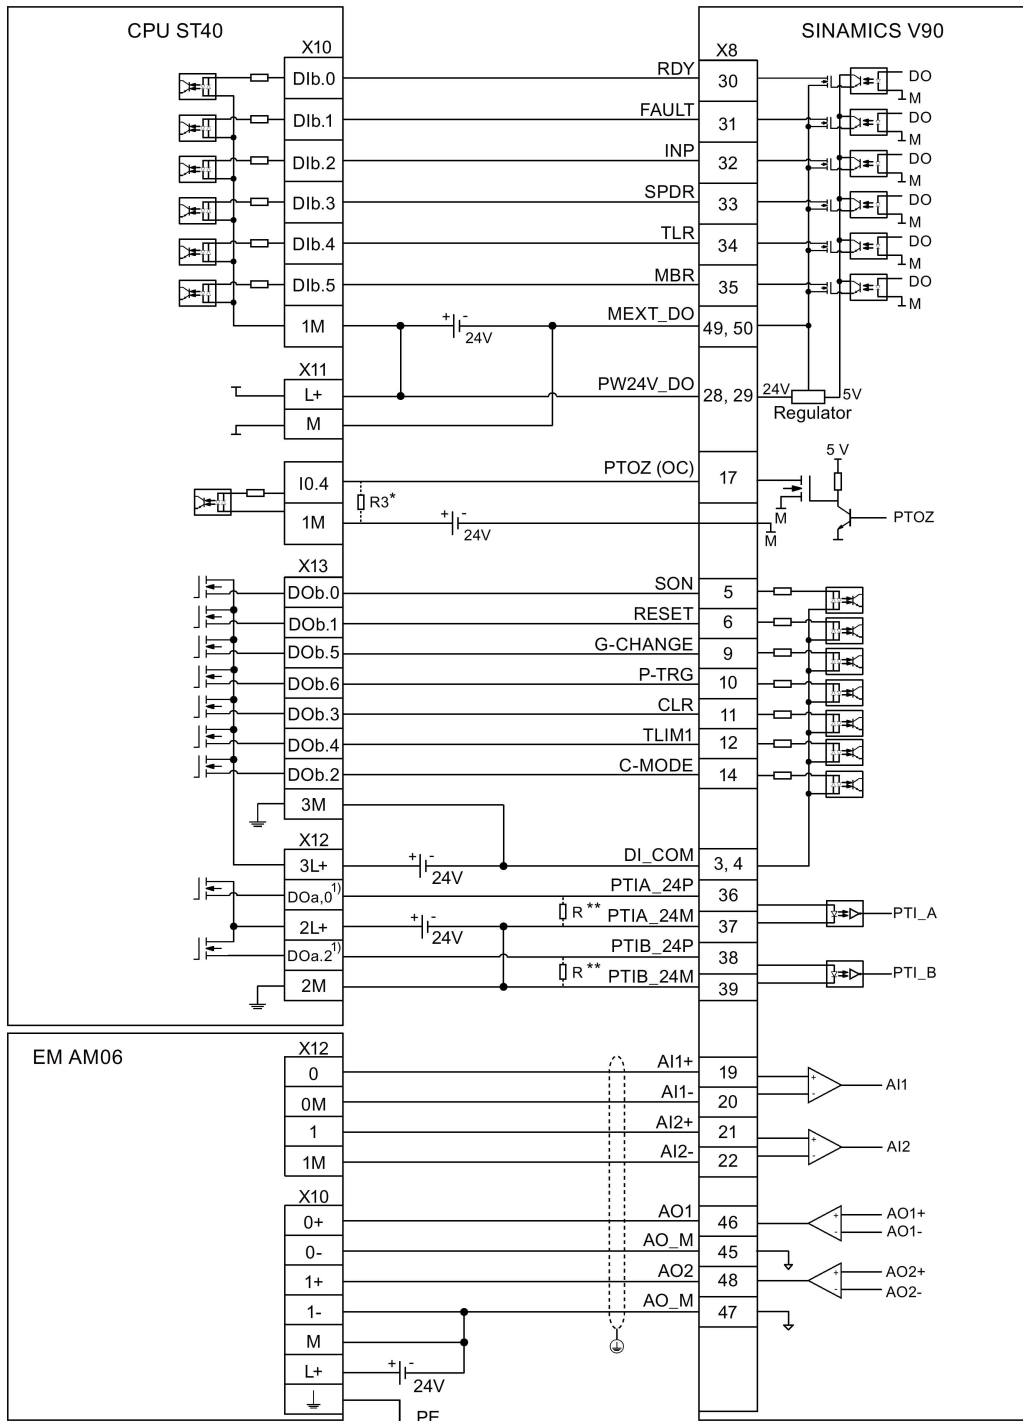 CPU ST40 SINAMICS V90
X10 X8
DIb.0 RDY 30 DO
M
DIb.1 FAULT 31 DO
M
DIb.2 INP 32 DO
M
DIb.3 SPDR 33 DO
M
DIb.4 TLR 34 DO
M
DIb.5 MBR 35 DO
M
1M + - 24V MEXT_DO 49, 50
X11
L+ PW24V_DO 28, 29 24V 5V
Regulator
M
5 V
I0.4 PTOZ (OC) 17
R3*
1M + - 24V M M PTOZ
X13
DOb.0 SON 5
DOb.1 RESET 6
DOb.5 G-CHANGE 9
DOb.6 P-TRG 10
DOb.3 CLR 11
DOb.4 TLIM1 12
DOb.2 C-MODE 14
3M
X12
3L+ + - 24V DI_COM 3, 4
DOa,0 1) PTIA_24P 36
2L+ + - 24V R ** PTIA_24M 37 PTI_A
DOa.2 1) PTIB_24P 38
2M R ** PTIB_24M 39 PTI_B
EM AM06
X12
0 AI1+ 19 + AI1
0M AI1- 20 -
1 AI2+ 21 + AI2
1M AI2- 22 -
X10
0+ AO1 46 + AO1+
- AO1-
0- AO_M 45
1+ AO2 48 + AO2+
- AO2-
1- AO_M 47
M
L+ + - 24V
PE